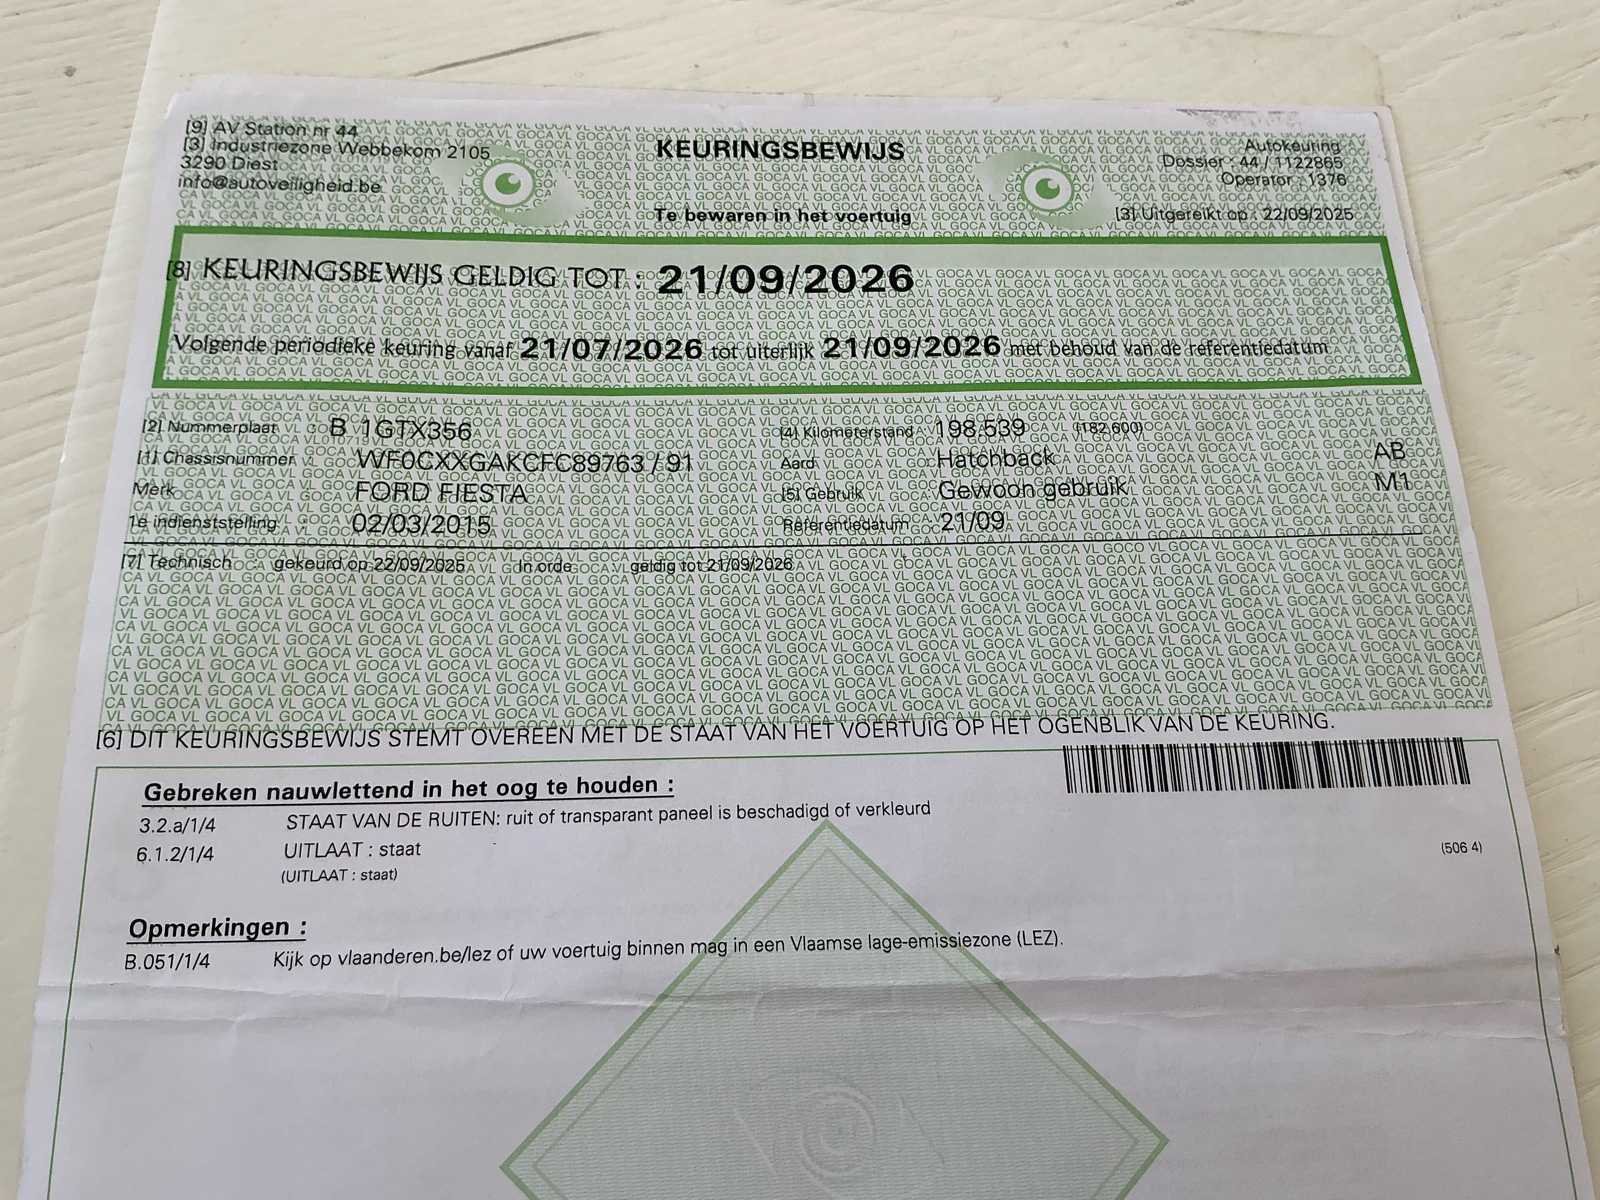 [9] AV Station nr 44
[3] Industriezone Webbekom 2105
3290 Diest
info@autoveiligheid.be
KEURINGSBEWIJS
Te bewaren in het voertuig
Autokeuring
Dossier : 44 / 1122865
Operator : 1376
[3] Uitgereikt op : 22/09/2025
[8] KEURINGSBEWIJS GELDIG TOT : 21/09/2026
Volgende periodieke keuring vanaf 21/07/2026 tot uiterlijk 21/09/2026 met behoud van de referentiedatum
[2] Nummerplaat : B 1GTX356 [4] Kilometerstand : 198.539 (182.600)
[1] Chassisnummer : WF0CXXGAKCFC89763 / 91 Aard : Hatchback AB
Merk : FORD FIESTA [5] Gebruik : Gewoon gebruik M1
1e indienststelling : 02/03/2015 Referentiedatum : 21/09
[7] Technisch gekeurd op 22/09/2025 In orde geldig tot 21/09/2026
[6] DIT KEURINGSBEWIJS STEMT OVEREEN MET DE STAAT VAN HET VOERTUIG OP HET OGENBLIK VAN DE KEURING.
Gebreken nauwlettend in het oog te houden :
3.2.a/1/4 STAAT VAN DE RUITEN: ruit of transparant paneel is beschadigd of verkleurd
6.1.2/1/4 UITLAAT : staat (506 4)
(UITLAAT : staat)
Opmerkingen :
B.051/1/4 Kijk op vlaanderen.be/lez of uw voertuig binnen mag in een Vlaamse lage-emissiezone (LEZ).